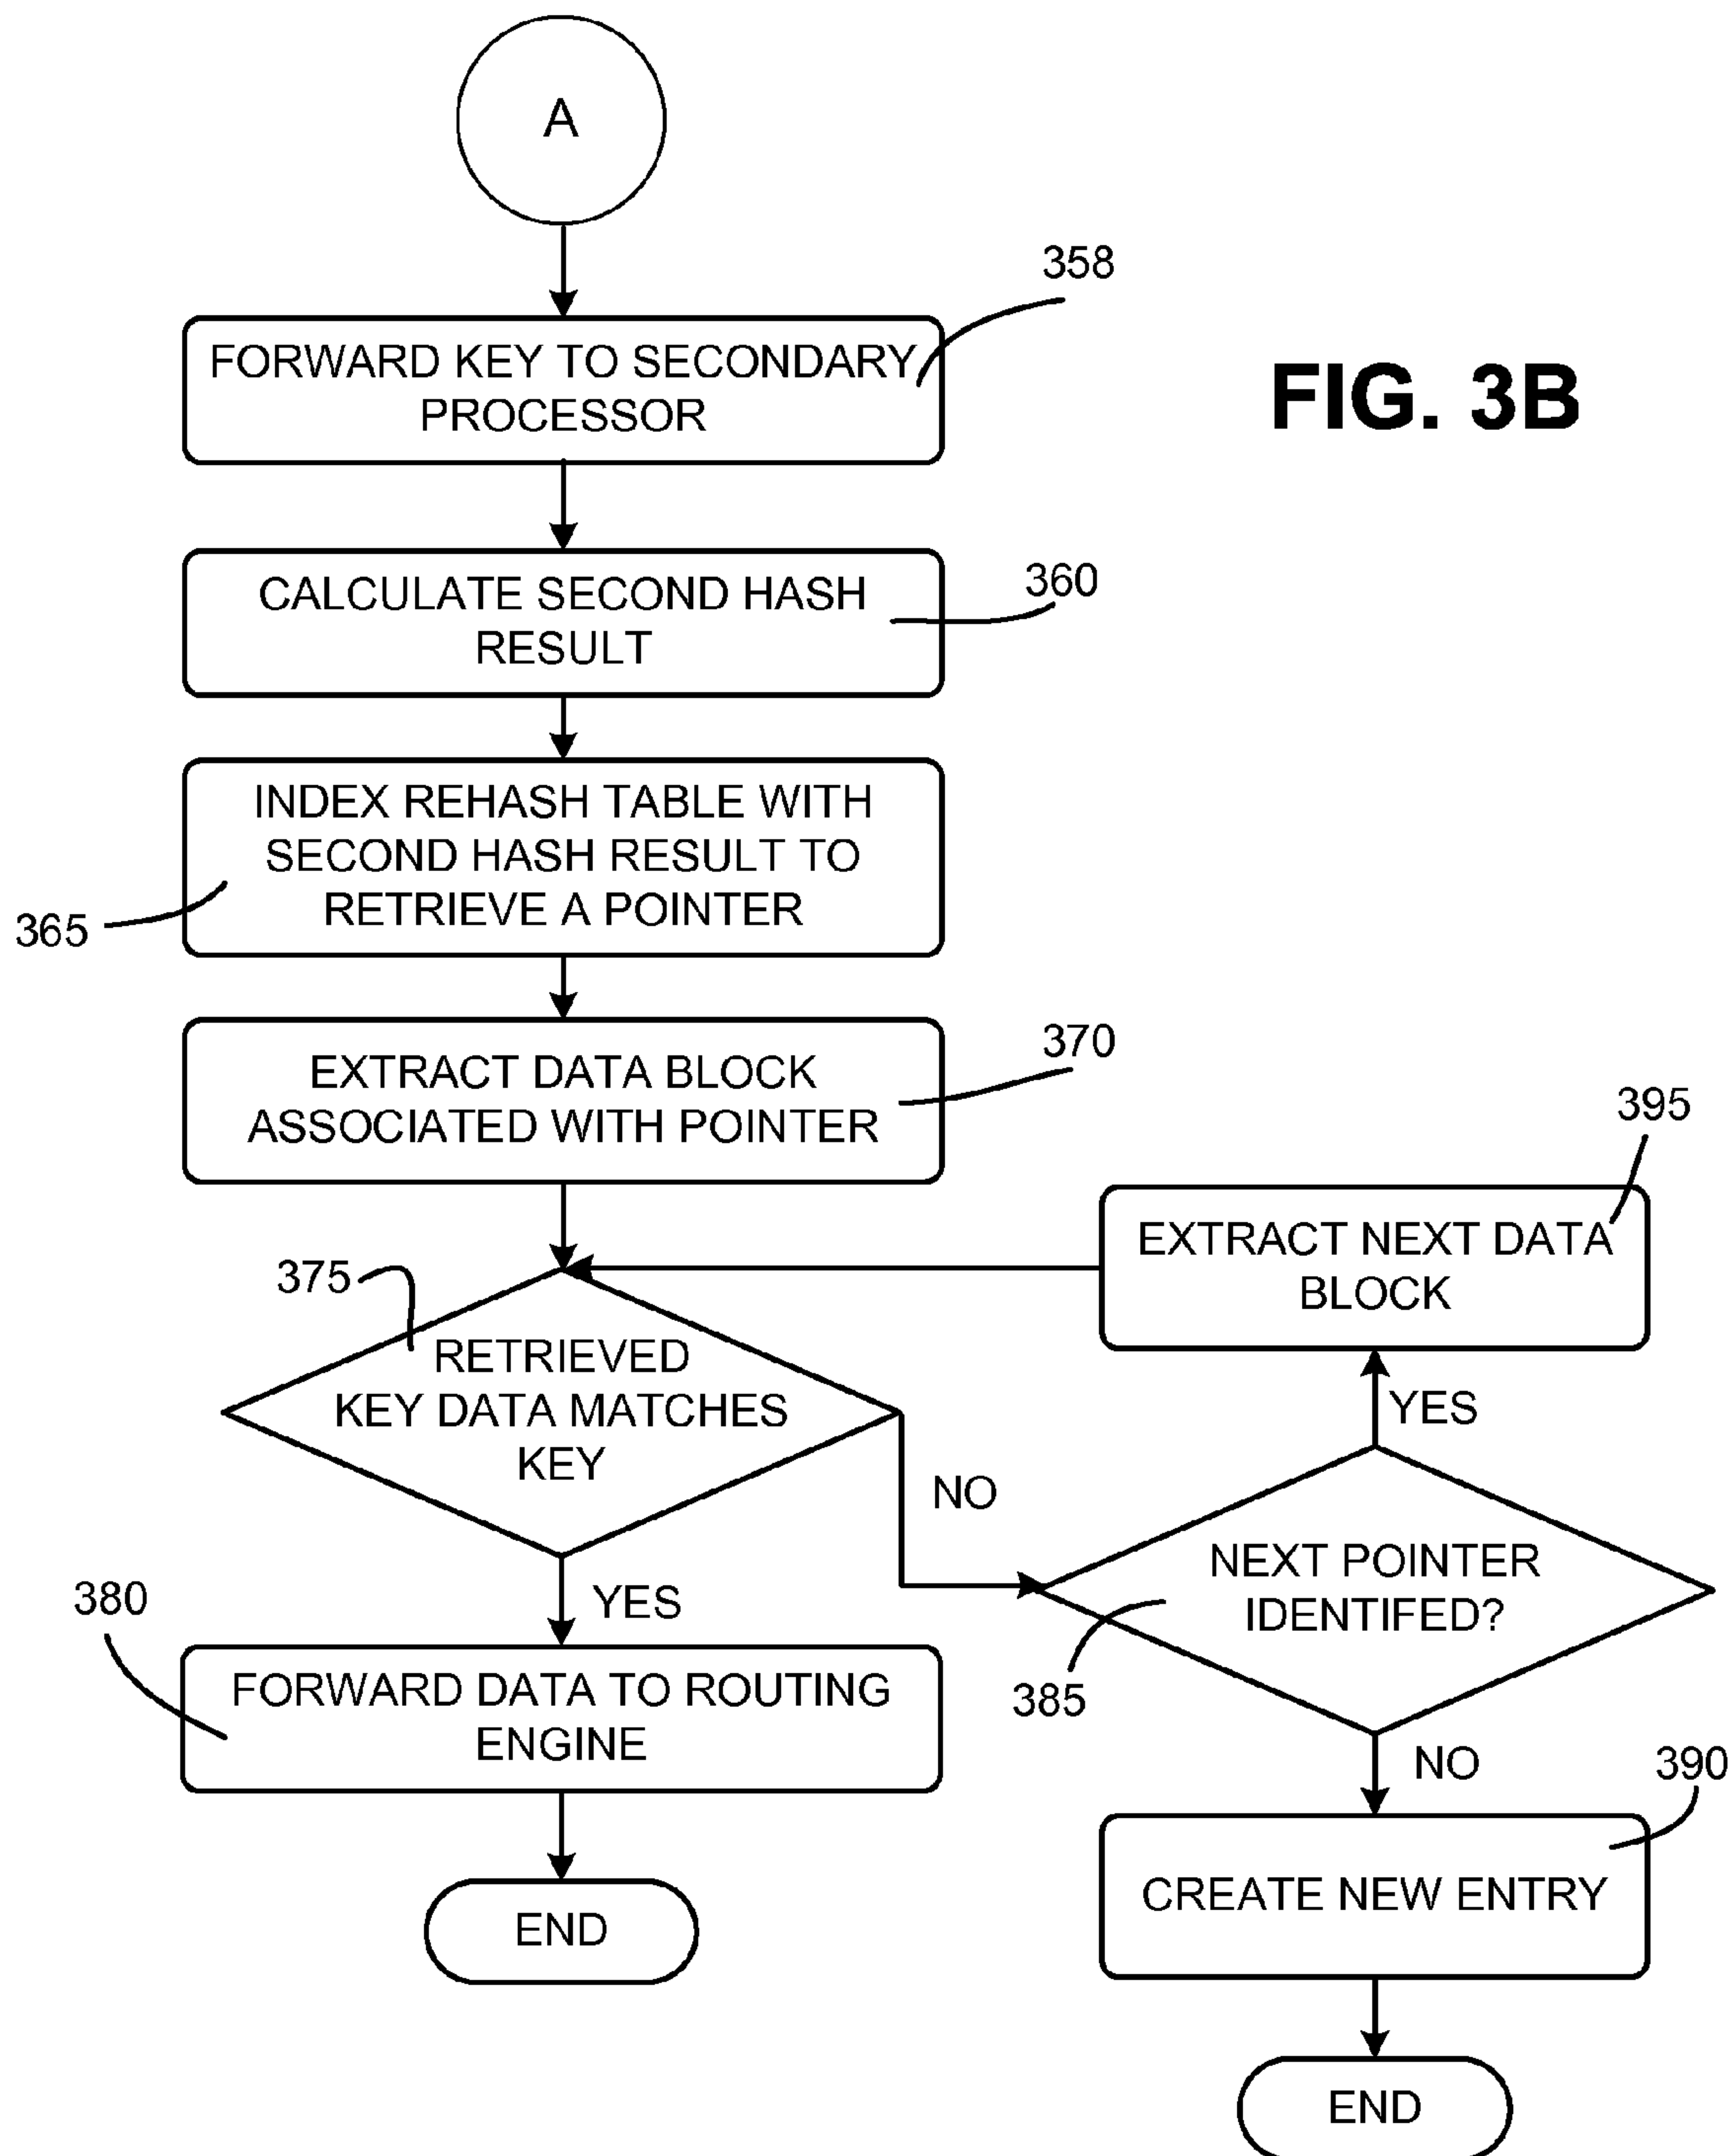 A
358
FORWARD KEY TO SECONDARY
PROCESSOR
FIG. 3B
360
CALCULATE SECOND HASH
RESULT
INDEX REHASH TABLE WITH
SECOND HASH RESULT TO
RETRIEVE A POINTER
365
370
EXTRACT DATA BLOCK
ASSOCIATED WITH POINTER
395
EXTRACT NEXT DATA
BLOCK
375
RETRIEVED
KEY DATA MATCHES
KEY
YES
NO
NEXT POINTER
IDENTIFED?
385
YES
380
FORWARD DATA TO ROUTING
ENGINE
NO
390
CREATE NEW ENTRY
END
END